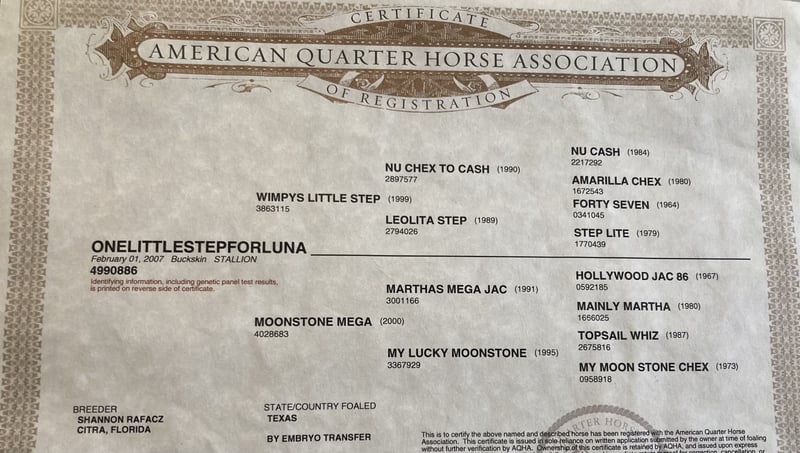 CERTIFICATE
AMERICAN QUARTER HORSE ASSOCIATION
OF REGISTRATION
NU CASH (1984)
2217292
NU CHEX TO CASH (1990)
2897577
AMARILLA CHEX (1980)
1672543
WIMPYS LITTLE STEP (1999)
3863115
FORTY SEVEN (1964)
0341045
LEOLITA STEP (1989)
2794026
STEP LITE (1979)
1770439
ONELITTLESTEPFORLUNA
February 01, 2007 Buckskin STALLION
4990886
Identifying information, including genetic panel test results,
is printed on reverse side of certificate.
HOLLYWOOD JAC 86 (1967)
0592185
MARTHAS MEGA JAC (1991)
3001166
MAINLY MARTHA (1980)
1656025
MOONSTONE MEGA (2000)
4028683
TOPSAIL WHIZ (1987)
2675816
MY LUCKY MOONSTONE (1995)
3367929
MY MOON STONE CHEX (1973)
0958918
BREEDER
SHANNON RAFACZ
CITRA, FLORIDA
STATE/COUNTRY FOALED
TEXAS
BY EMBRYO TRANSFER
This is to certify the above named and described horse has been registered with the American Quarter Horse
Association. This certificate is issued in sole reliance on written application submitted by the owner at time of foaling
without further verification by AQHA. Ownership of this certificate is retained by AQHA, and issued upon express